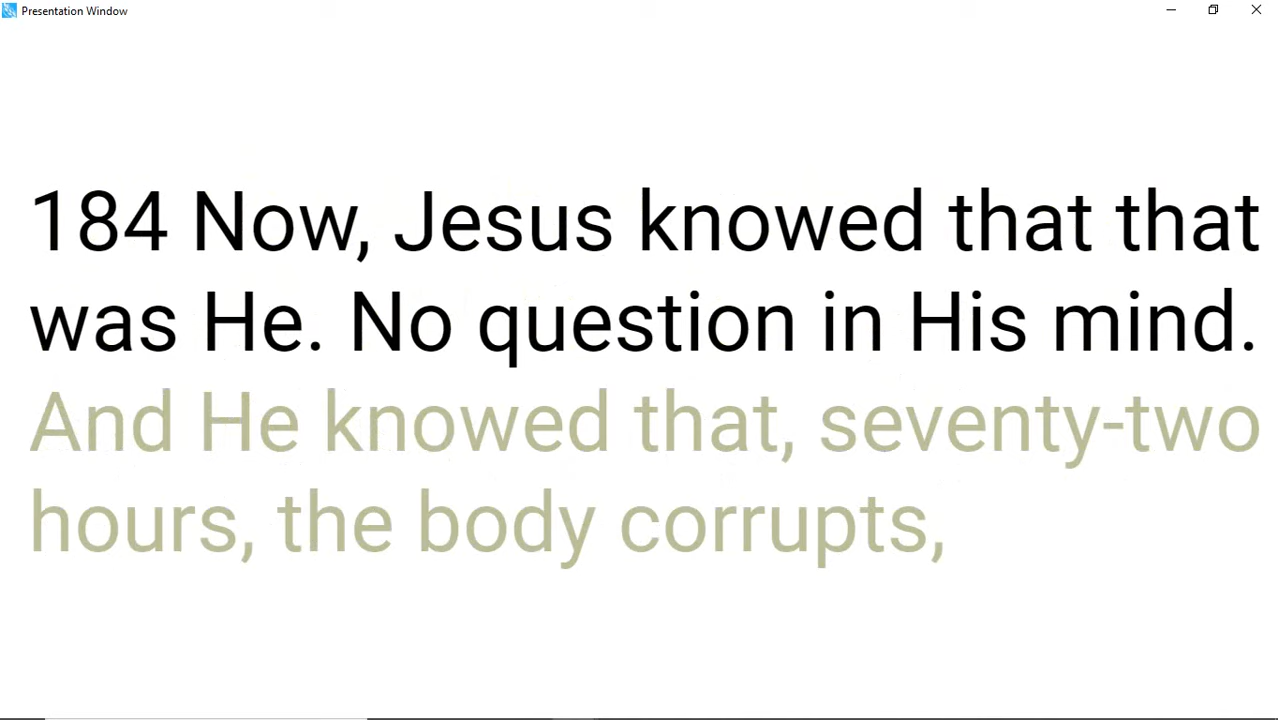 Presentation Window
184 Now, Jesus knowed that that
was He. No question in His mind.
And He knowed that, seventy-two
hours, the body corrupts,